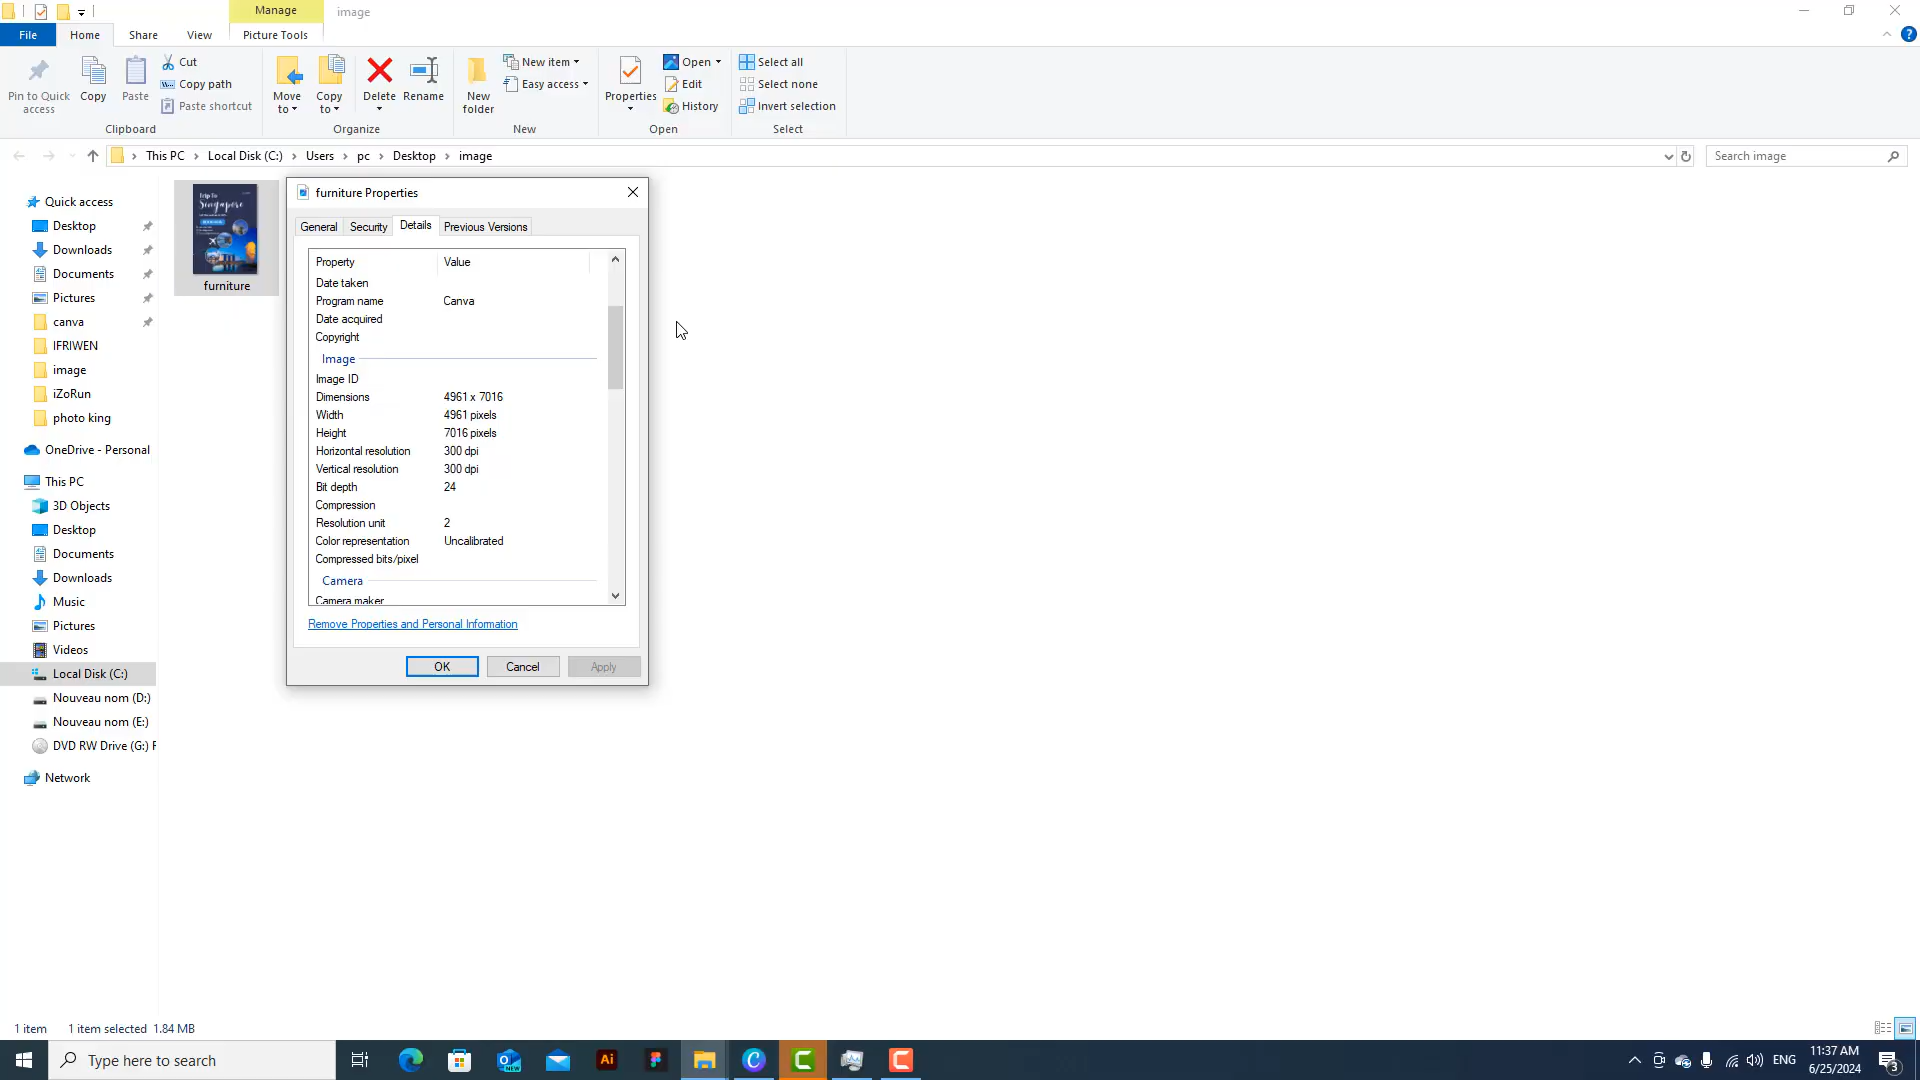 Manage
image
File
Home
Share
View
Picture Tools
Pin to Quick access
Copy
Paste
Cut
Copy path
Paste shortcut
Clipboard
Move to
Copy to
Delete
Rename
Organize
New folder
New item
Easy access
New
Properties
Open
Edit
History
Open
Select all
Select none
Invert selection
Select
This PC
Local Disk (C:)
Users
pc
Desktop
image
Search image
Quick access
Desktop
Downloads
Documents
Pictures
canva
IFRIWEN
image
iZoRun
photo king
OneDrive - Personal
This PC
3D Objects
Desktop
Documents
Downloads
Music
Pictures
Videos
Local Disk (C:)
Nouveau nom (D:)
Nouveau nom (E:)
DVD RW Drive (G:) F
Network
Trip To
Singapore
furniture
furniture Properties
General
Security
Details
Previous Versions
Property Value
Date taken
Program name Canva
Date acquired
Copyright
Image
Image ID
Dimensions 4961 x 7016
Width 4961 pixels
Height 7016 pixels
Horizontal resolution 300 dpi
Vertical resolution 300 dpi
Bit depth 24
Compression
Resolution unit 2
Color representation Uncalibrated
Compressed bits/pixel
Camera
Camera maker
Remove Properties and Personal Information
OK
Cancel
Apply
1 item
1 item selected 1.84 MB
Type here to search
NEW
Ai
ENG
11:37 AM
6/25/2024
3